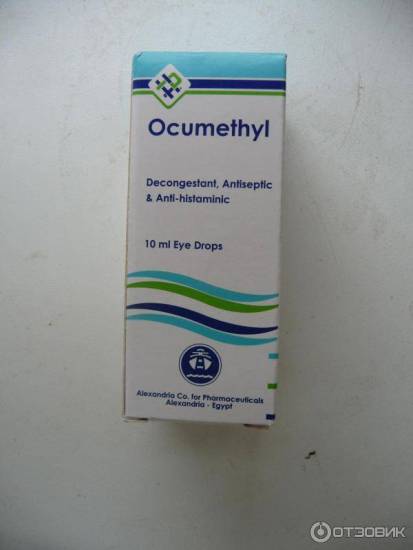 Ocumethyl
Decongestant, Antiseptic
& Anti-histaminic
10 ml Eye Drops
Alexandria Co. for Pharmaceuticals
Alexandria - Egypt
ОТЗОВИК